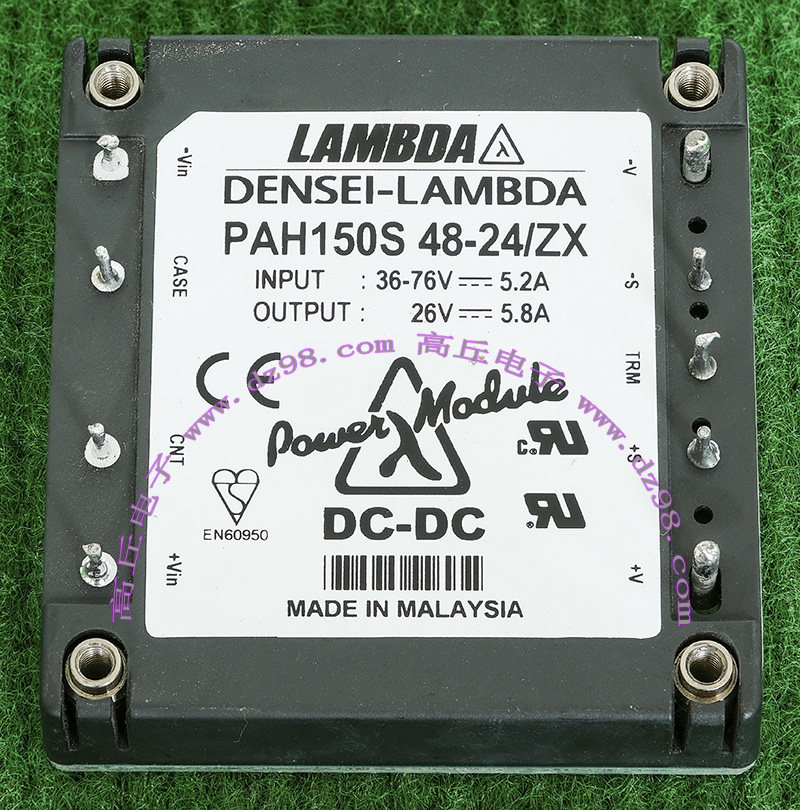 LAMBDA λ
DENSEI-LAMBDA
PAH150S 48-24/ZX
INPUT : 36-76V ⎓ 5.2A
OUTPUT : 26V ⎓ 5.8A
CE
Power λ Module
DC-DC
EN60950
MADE IN MALAYSIA
-Vin
CASE
CNT
+Vin
-V
-S
TRM
+S
+V
高丘电子 www.dz98.com 高丘电子 www.dz98.com